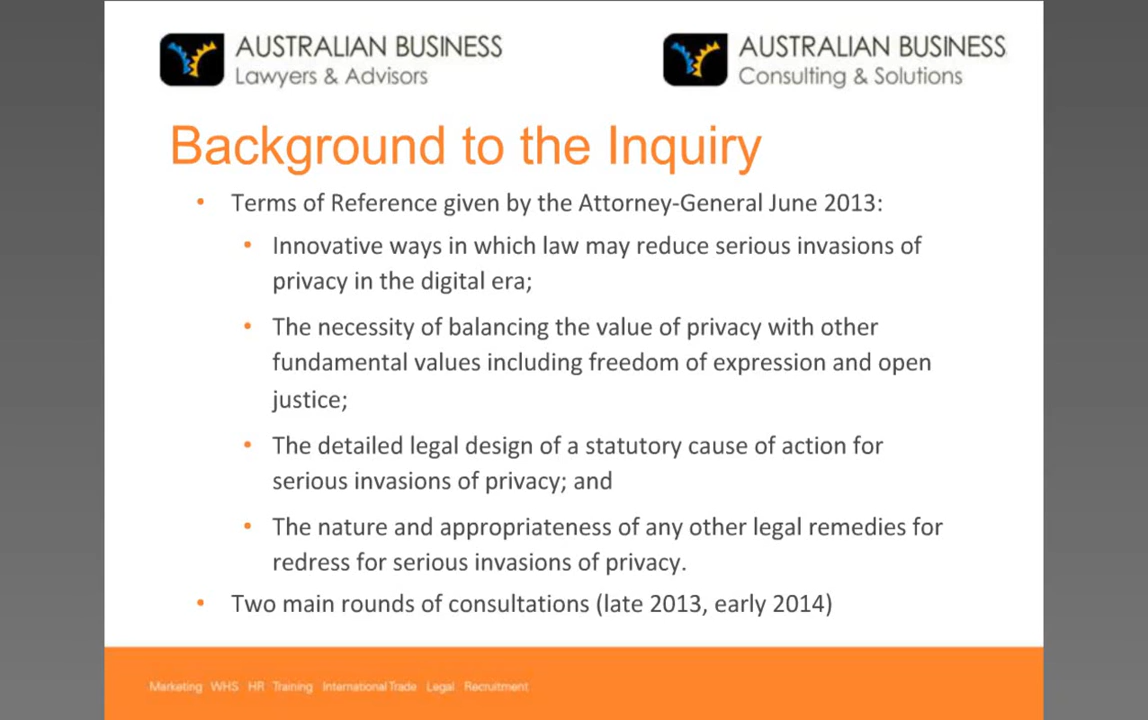 AUSTRALIAN BUSINESS
Lawyers & Advisors
AUSTRALIAN BUSINESS
Consulting & Solutions
Background to the Inquiry
• Terms of Reference given by the Attorney-General June 2013:
• Innovative ways in which law may reduce serious invasions of
privacy in the digital era;
• The necessity of balancing the value of privacy with other
fundamental values including freedom of expression and open
justice;
• The detailed legal design of a statutory cause of action for
serious invasions of privacy; and
• The nature and appropriateness of any other legal remedies for
redress for serious invasions of privacy.
• Two main rounds of consultations (late 2013, early 2014)
Marketing WHS HR Training International Trade Legal Recruitment